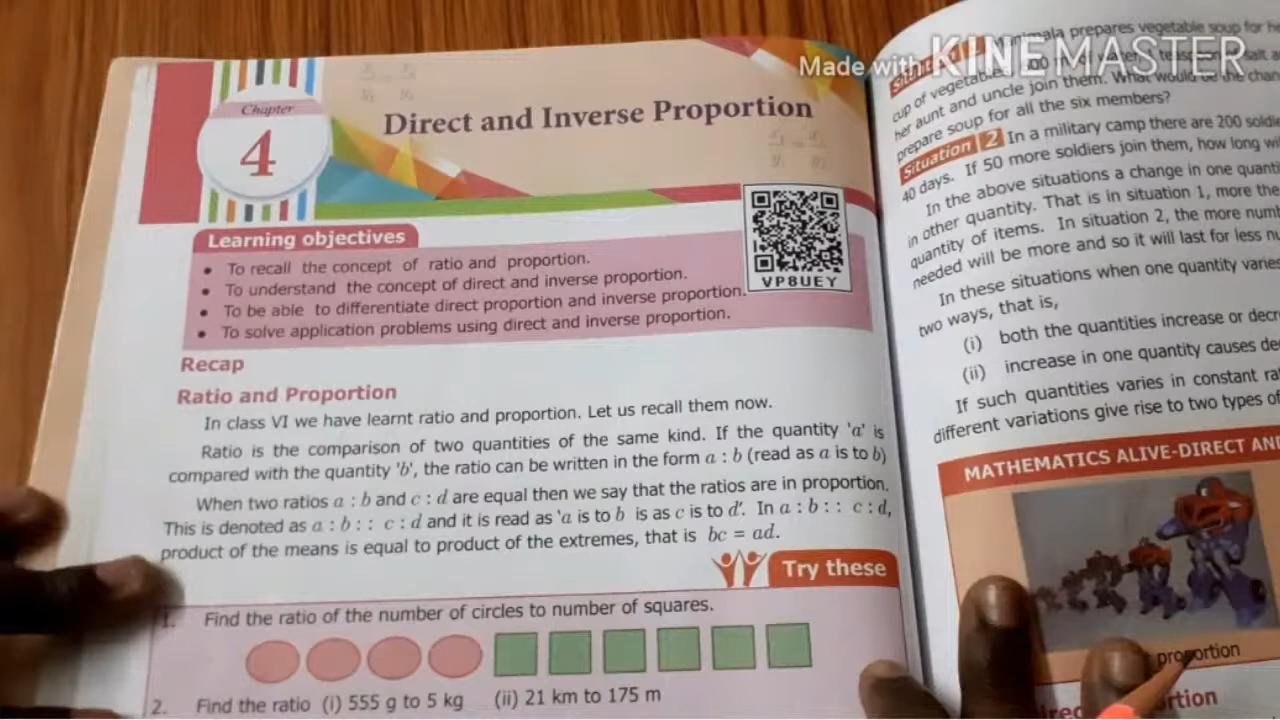 Made with KINEMASTER
Chapter
4
Direct and Inverse Proportion
Learning objectives
• To recall the concept of ratio and proportion.
• To understand the concept of direct and inverse proportion.
• To be able to differentiate direct proportion and inverse proportion.
• To solve application problems using direct and inverse proportion.
VP8UEY
Recap
Ratio and Proportion
In class VI we have learnt ratio and proportion. Let us recall them now.
Ratio is the comparison of two quantities of the same kind. If the quantity 'a' is
compared with the quantity 'b', the ratio can be written in the form a : b (read as a is to b)
When two ratios a : b and c : d are equal then we say that the ratios are in proportion.
This is denoted as a : b : : c : d and it is read as 'a is to b is as c is to d'. In a : b : : c : d,
product of the means is equal to product of the extremes, that is bc = ad.
Try these
1. Find the ratio of the number of circles to number of squares.
2. Find the ratio (i) 555 g to 5 kg (ii) 21 km to 175 m
prepares vegetable soup for
cup of vegetables
her aunt and uncle join them. What would be the
prepare soup for all the six members?
Situation 2 In a military camp there are 200
40 days. If 50 more soldiers join them, how long
In the above situations a change in one
in other quantity. That is in situation 1, more the
quantity of items. In situation 2, the more
needed will be more and so it will last for less
In these situations when one quantity varies
two ways, that is,
(i) both the quantities increase or
(ii) increase in one quantity causes
If such quantities varies in constant
different variations give rise to two types of
MATHEMATICS ALIVE-DIRECT
proportion